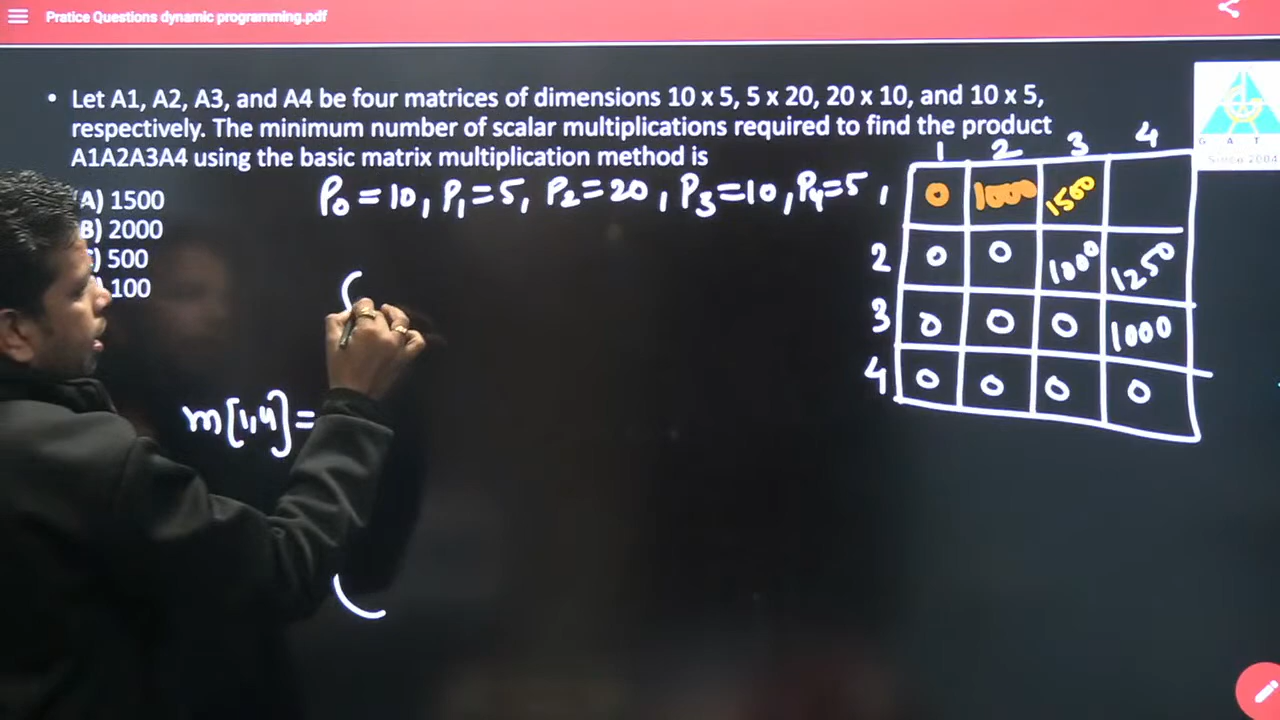 Pratice Questions dynamic programming.pdf
• Let A1, A2, A3, and A4 be four matrices of dimensions 10 x 5, 5 x 20, 20 x 10, and 10 x 5,
respectively. The minimum number of scalar multiplications required to find the product
A1A2A3A4 using the basic matrix multiplication method is
A) 1500
B) 2000
) 500
100
P0 = 10, P1 = 5, P2 = 20, P3 = 10, P4 = 5
1 2 3 4
1 0 1000 1500
2 0 0 1000 1250
3 0 0 0 1000
4 0 0 0 0
m[1,4] =
G A T
Since 2004